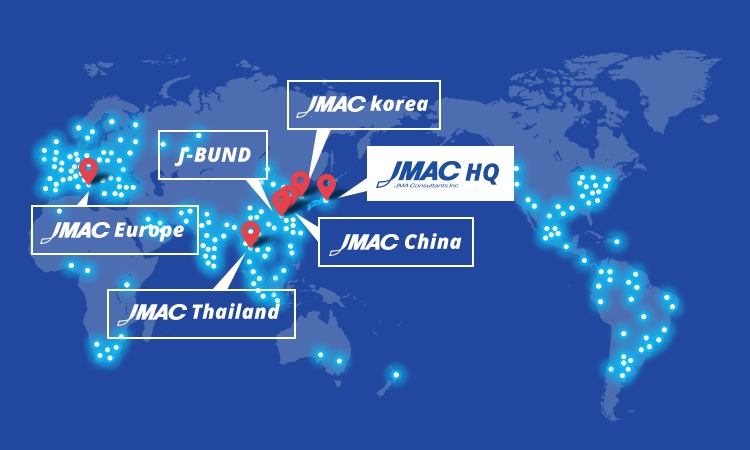 JMAC korea
J-BUND
JMAC HQ
JMA Consultants Inc
JMAC Europe
JMAC China
JMAC Thailand